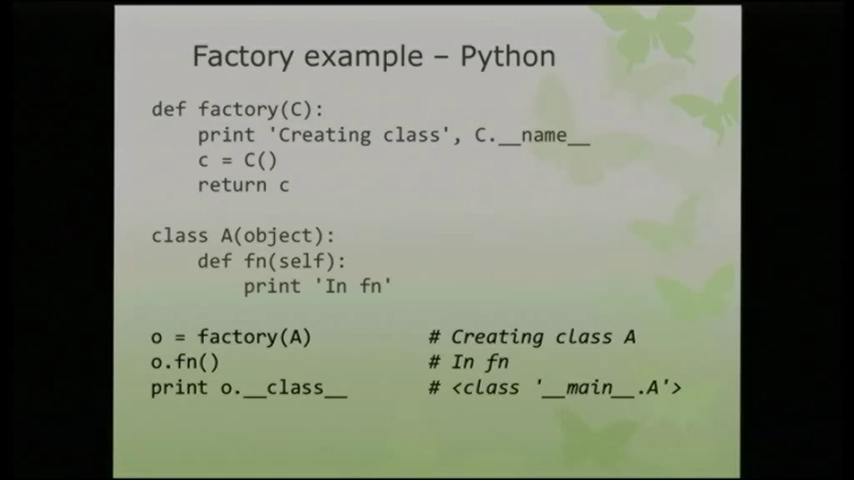 Factory example – Python
def factory(C):
    print 'Creating class', C.__name__
    c = C()
    return c
class A(object):
    def fn(self):
        print 'In fn'
o = factory(A) # Creating class A
o.fn() # In fn
print o.__class__ # <class '__main__.A'>